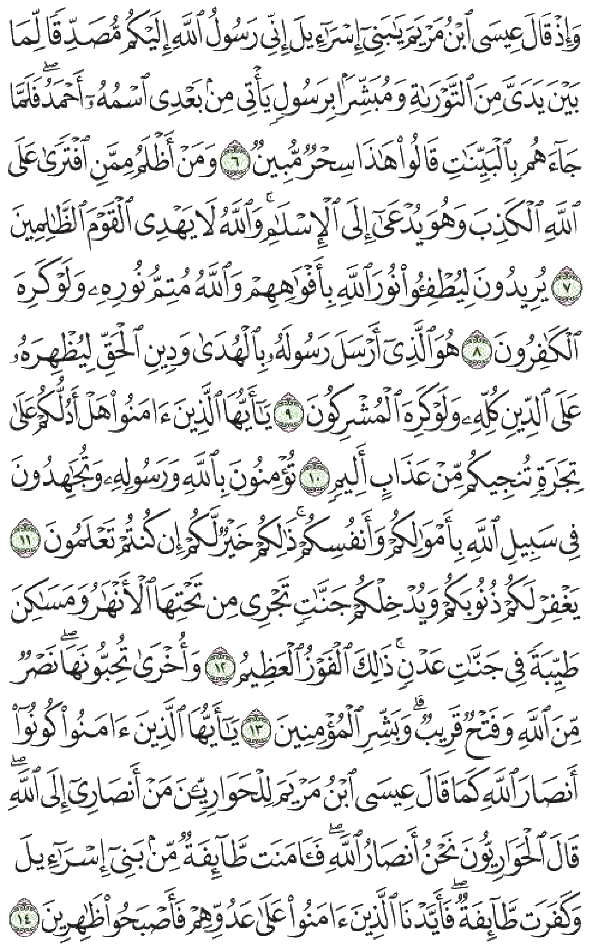 وَإِذْ قَالَ عِيسَى ٱبْنُ مَرْيَمَ يَٰبَنِىٓ إِسْرَٰٓءِيلَ إِنِّى رَسُولُ ٱللَّهِ إِلَيْكُم مُّصَدِّقًا لِّمَا
بَيْنَ يَدَىَّ مِنَ ٱلتَّوْرَىٰةِ وَمُبَشِّرًۢا بِرَسُولٍ يَأْتِى مِنۢ بَعْدِى ٱسْمُهُۥٓ أَحْمَدُ ۖ فَلَمَّا
جَآءَهُم بِٱلْبَيِّنَٰتِ قَالُوا۟ هَٰذَا سِحْرٌ مُّبِينٌ ٦ وَمَنْ أَظْلَمُ مِمَّنِ ٱفْتَرَىٰ عَلَى
ٱللَّهِ ٱلْكَذِبَ وَهُوَ يُدْعَىٰٓ إِلَى ٱلْإِسْلَٰمِ ۚ وَٱللَّهُ لَا يَهْدِى ٱلْقَوْمَ ٱلظَّٰلِمِينَ
٧ يُرِيدُونَ لِيُطْفِـُٔوا۟ نُورَ ٱللَّهِ بِأَفْوَٰهِهِمْ وَٱللَّهُ مُتِمُّ نُورِهِۦ وَلَوْ كَرِهَ
ٱلْكَٰفِرُونَ ٨ هُوَ ٱلَّذِىٓ أَرْسَلَ رَسُولَهُۥ بِٱلْهُدَىٰ وَدِينِ ٱلْحَقِّ لِيُظْهِرَهُۥ
عَلَى ٱلدِّينِ كُلِّهِۦ وَلَوْ كَرِهَ ٱلْمُشْرِكُونَ ٩ يَٰٓأَيُّهَا ٱلَّذِينَ ءَامَنُوا۟ هَلْ أَدُلُّكُمْ عَلَىٰ
تِجَٰرَةٍ تُنجِيكُم مِّنْ عَذَابٍ أَلِيمٍ ١٠ تُؤْمِنُونَ بِٱللَّهِ وَرَسُولِهِۦ وَتُجَٰهِدُونَ
فِى سَبِيلِ ٱللَّهِ بِأَمْوَٰلِكُمْ وَأَنفُسِكُمْ ۚ ذَٰلِكُمْ خَيْرٌ لَّكُمْ إِن كُنتُمْ تَعْلَمُونَ ١١
يَغْفِرْ لَكُمْ ذُنُوبَكُمْ وَيُدْخِلْكُمْ جَنَّٰتٍ تَجْرِى مِن تَحْتِهَا ٱلْأَنْهَٰرُ وَمَسَٰكِنَ
طَيِّبَةً فِى جَنَّٰتِ عَدْنٍ ۚ ذَٰلِكَ ٱلْفَوْزُ ٱلْعَظِيمُ ١٢ وَأُخْرَىٰ تُحِبُّونَهَا ۖ نَصْرٌ
مِّنَ ٱللَّهِ وَفَتْحٌ قَرِيبٌ ۗ وَبَشِّرِ ٱلْمُؤْمِنِينَ ١٣ يَٰٓأَيُّهَا ٱلَّذِينَ ءَامَنُوا۟ كُونُوٓا۟
أَنصَارَ ٱللَّهِ كَمَا قَالَ عِيسَى ٱبْنُ مَرْيَمَ لِلْحَوَارِيِّـۧنَ مَنْ أَنصَارِىٓ إِلَى ٱللَّهِ ۖ
قَالَ ٱلْحَوَارِيُّونَ نَحْنُ أَنصَارُ ٱللَّهِ ۖ فَـَٔامَنَت طَّآئِفَةٌ مِّنۢ بَنِىٓ إِسْرَٰٓءِيلَ
وَكَفَرَت طَّآئِفَةٌ ۖ فَأَيَّدْنَا ٱلَّذِينَ ءَامَنُوا۟ عَلَىٰ عَدُوِّهِمْ فَأَصْبَحُوا۟ ظَٰهِرِينَ ١٤